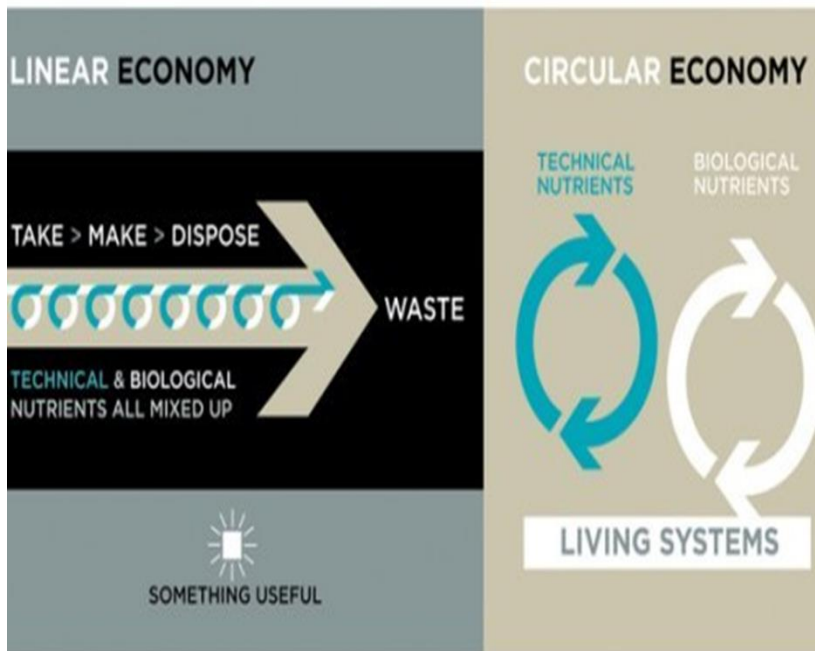 LINEAR ECONOMY
TAKE > MAKE > DISPOSE
WASTE
TECHNICAL & BIOLOGICAL
NUTRIENTS ALL MIXED UP
SOMETHING USEFUL
CIRCULAR ECONOMY
TECHNICAL
NUTRIENTS
BIOLOGICAL
NUTRIENTS
LIVING SYSTEMS